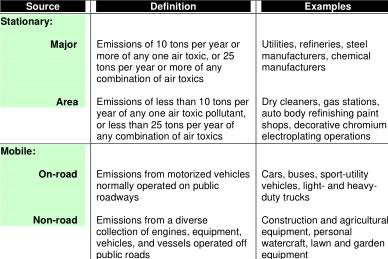 Source Definition Examples
Stationary:
Major Emissions of 10 tons per year or Utilities, refineries, steel
more of any one air toxic, or 25 manufacturers, chemical
tons per year or more of any manufacturers
combination of air toxics
Area Emissions of less than 10 tons per Dry cleaners, gas stations,
year of any one air toxic pollutant, auto body refinishing paint
or less than 25 tons per year of shops, decorative chromium
any combination of air toxics electroplating operations
Mobile:
On-road Emissions from motorized vehicles Cars, buses, sport-utility
normally operated on public vehicles, light- and heavy-
roadways duty trucks
Non-road Emissions from a diverse Construction and agricultural
collection of engines, equipment, equipment, personal
vehicles, and vessels operated off watercraft, lawn and garden
public roads equipment